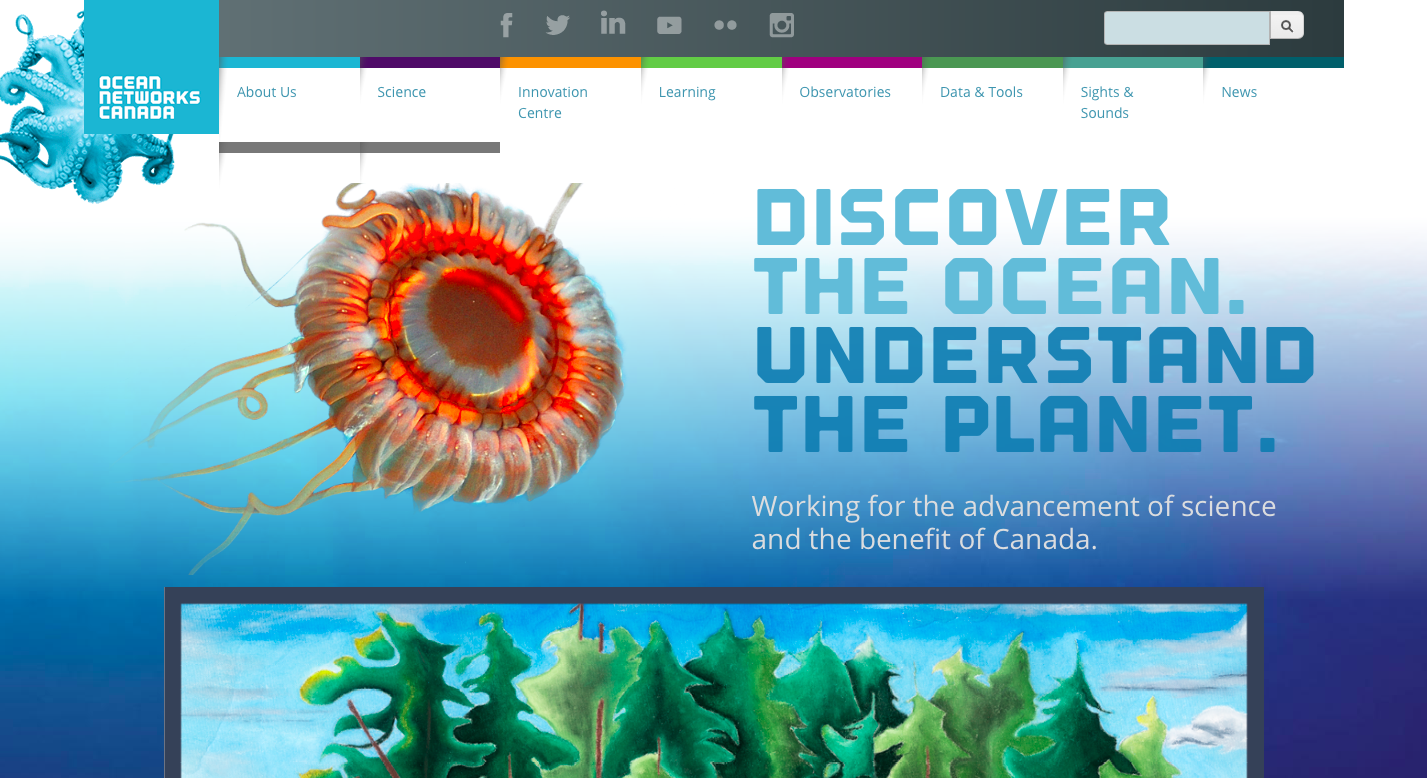 OCEAN
NETWORKS
CANADA
About Us
Science
Innovation
Centre
Learning
Observatories
Data & Tools
Sights &
Sounds
News
DISCOVER
THE OCEAN.
UNDERSTAND
THE PLANET.
Working for the advancement of science
and the benefit of Canada.